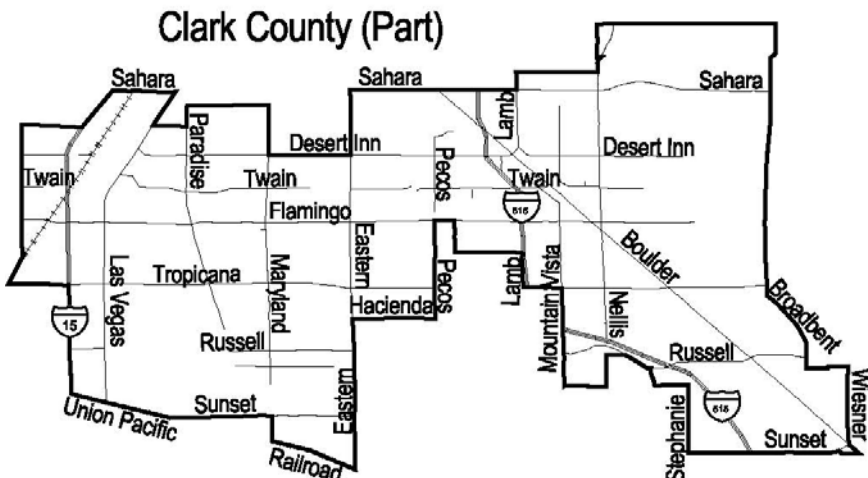 Clark County (Part)
Sahara
Sahara
Sahara
Paradise
Lamb
Desert Inn
Desert Inn
Pecos
Twain
Twain
Twain
Flamingo
515
Eastern
Las Vegas
Tropicana
Maryland
Pecos
Lamb
Mountain Vista
Boulder
Nellis
Broadbent
Hacienda
15
Russell
Russell
Eastern
Wiesner
Union Pacific
Sunset
Railroad
Stephanie
515
Sunset